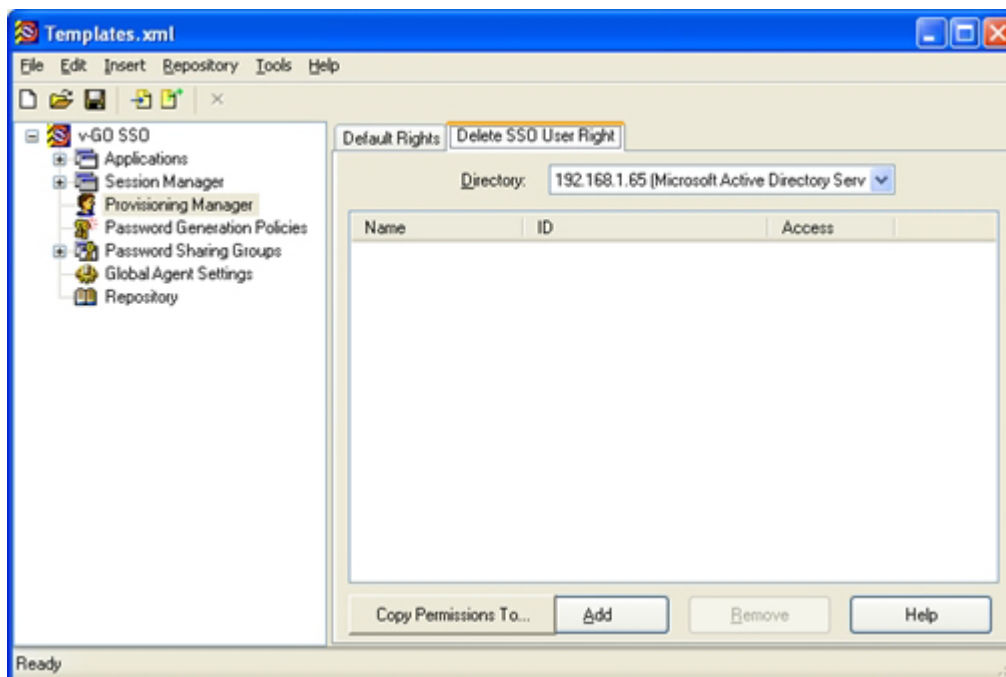 Templates.xml
File Edit Insert Repository Tools Help
v-GO SSO
Applications
Session Manager
Provisioning Manager
Password Generation Policies
Password Sharing Groups
Global Agent Settings
Repository
Default Rights Delete SSO User Right
Directory: 192.168.1.65 (Microsoft Active Directory Serv
Name ID Access
Copy Permissions To... Add Remove Help
Ready